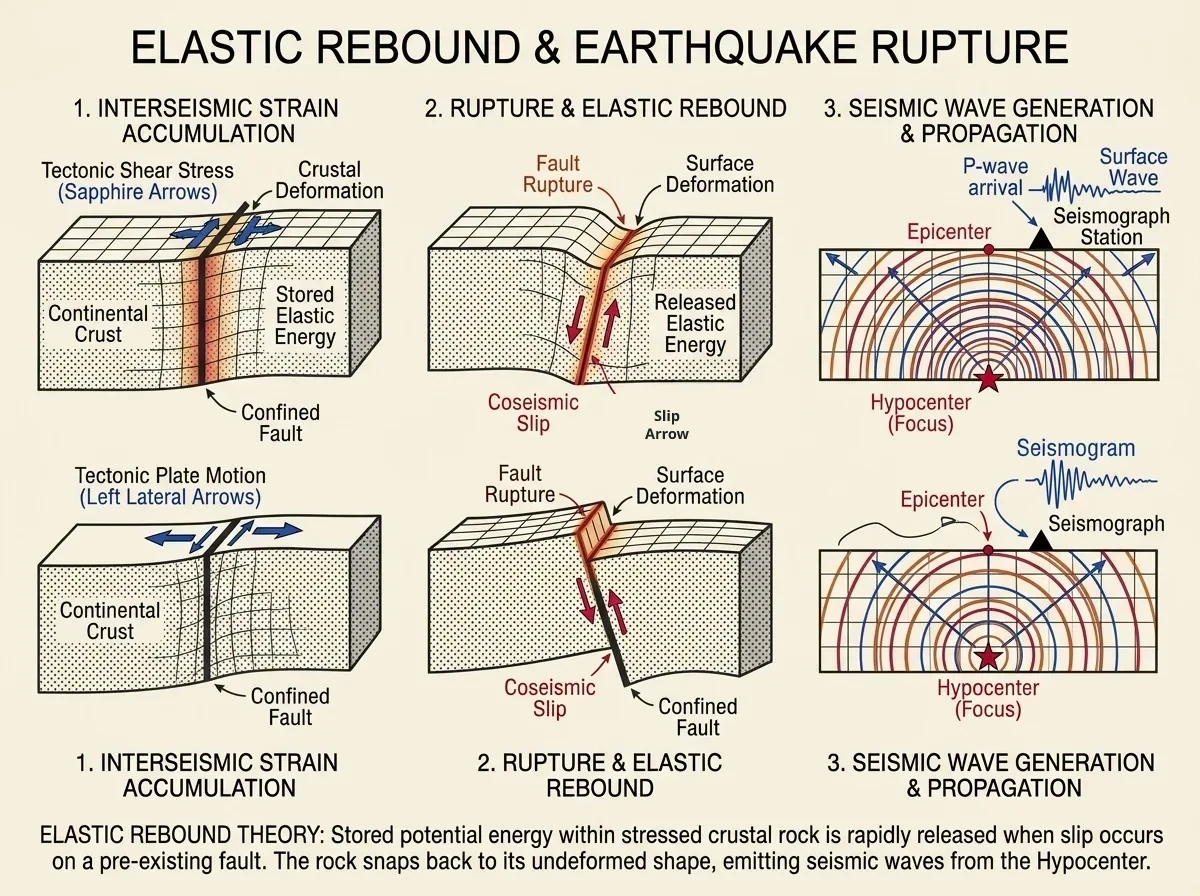 ELASTIC REBOUND & EARTHQUAKE RUPTURE
1. INTERSEISMIC STRAIN
ACCUMULATION
Tectonic Shear Stress
(Sapphire Arrows)
Crustal
Deformation
Continental
Crust
Stored
Elastic
Energy
Confined
Fault
2. RUPTURE & ELASTIC REBOUND
Fault
Rupture
Surface
Deformation
Released
Elastic
Energy
Coseismic
Slip
Slip
Arrow
3. SEISMIC WAVE GENERATION
& PROPAGATION
P-wave
arrival
Surface
Wave
Epicenter
Seismograph
Station
Hypocenter
(Focus)
Tectonic Plate Motion
(Left Lateral Arrows)
Continental
Crust
Confined
Fault
1. INTERSEISMIC STRAIN
ACCUMULATION
Fault
Rupture
Surface
Deformation
Coseismic
Slip
Confined
Fault
2. RUPTURE & ELASTIC
REBOUND
Seismogram
Epicenter
Seismograph
Hypocenter
(Focus)
3. SEISMIC WAVE GENERATION
& PROPAGATION
ELASTIC REBOUND THEORY: Stored potential energy within stressed crustal rock is rapidly released when slip occurs
on a pre-existing fault. The rock snaps back to its undeformed shape, emitting seismic waves from the Hypocenter.